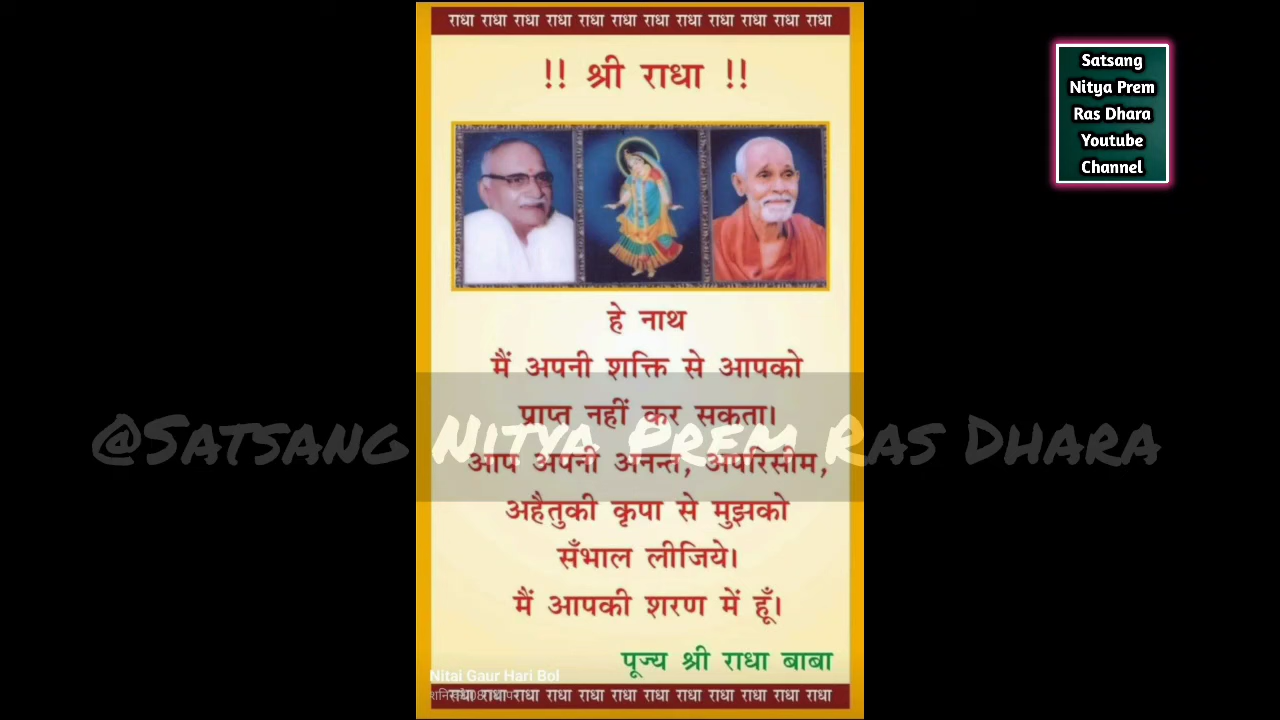 राधा राधा राधा राधा राधा राधा राधा राधा राधा राधा राधा राधा
!! श्री राधा !!
हे नाथ
मैं अपनी शक्ति से आपको
प्राप्त नहीं कर सकता।
आप अपनी अनन्त, अपरिसीम,
अहैतुकी कृपा से मुझको
सँभाल लीजिये।
मैं आपकी शरण में हूँ।
पूज्य श्री राधा बाबा
Nitai Gaur Hari Bol
राधा राधा राधा राधा राधा राधा राधा राधा राधा राधा राधा
@Satsang Nitya Prem Ras Dhara
Satsang
Nitya Prem
Ras Dhara
Youtube
Channel